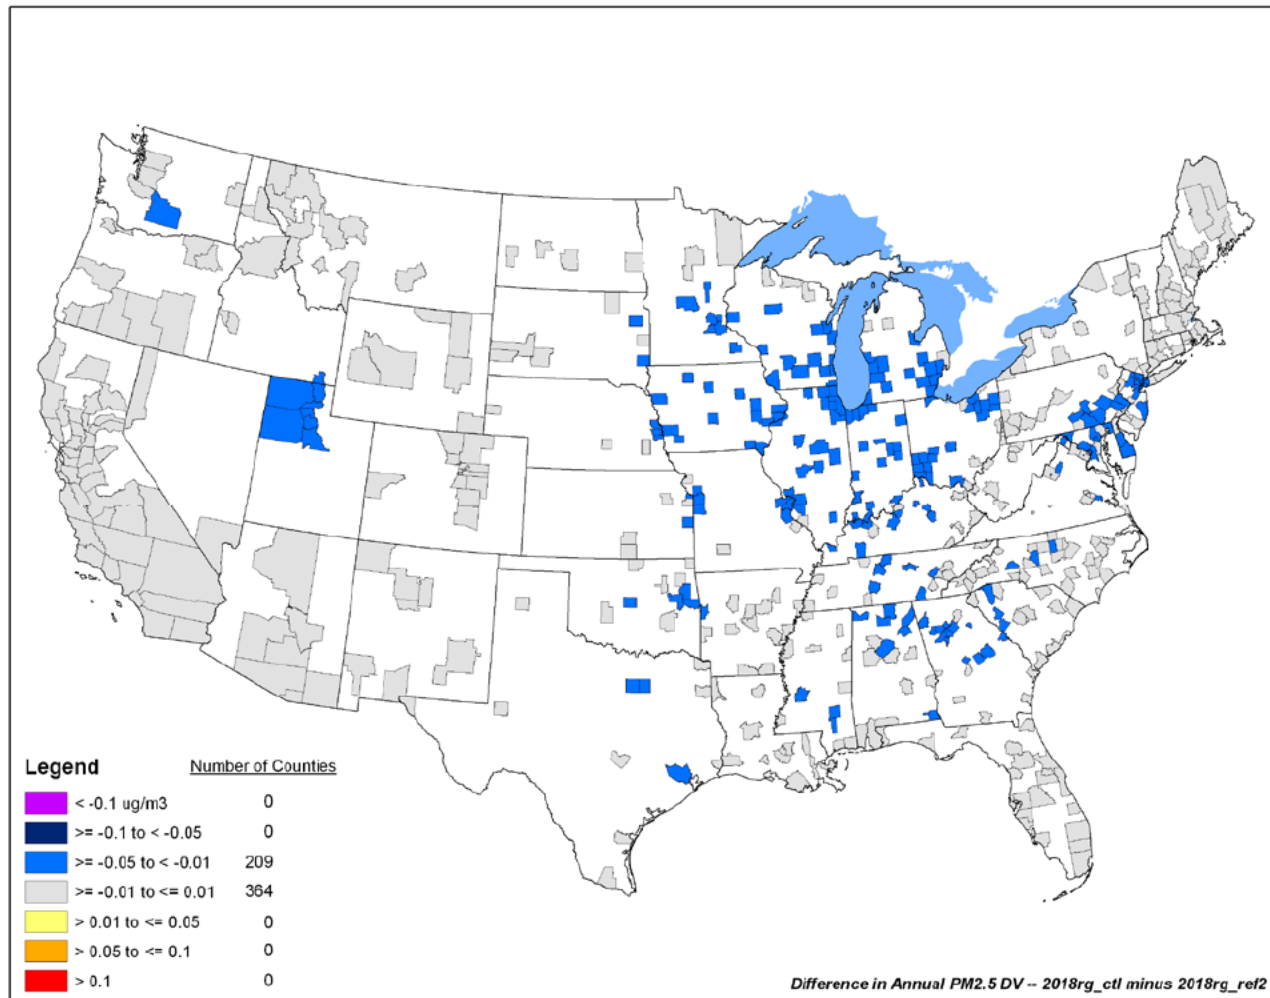 Legend Number of Counties
< -0.1 ug/m3 0
>= -0.1 to < -0.05 0
>= -0.05 to < -0.01 209
>= -0.01 to <= 0.01 364
> 0.01 to <= 0.05 0
> 0.05 to <= 0.1 0
> 0.1 0
Difference in Annual PM2.5 DV -- 2018rg_ctl minus 2018rg_ref2